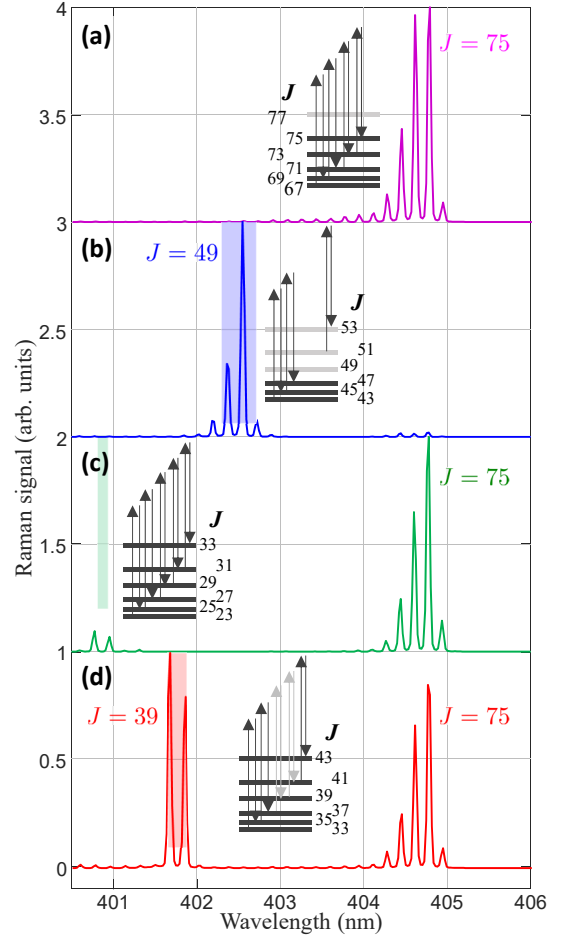 4
(a)
J = 75
J
77
75
73
71
69
67
3.5
3
(b)
J = 49
J
53
51
49
47
45
43
2.5
2
(c)
J = 75
J
33
31
29
27
25
23
1.5
1
(d)
J = 39
J = 75
J
43
41
39
37
35
33
0.5
0
Raman signal (arb. units)
401 402 403 404 405 406
Wavelength (nm)